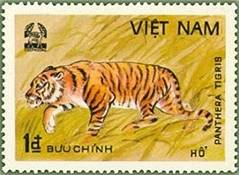 VIỆT NAM
PANTHERA TIGRIS
1đ BƯU CHÍNH
HỔ